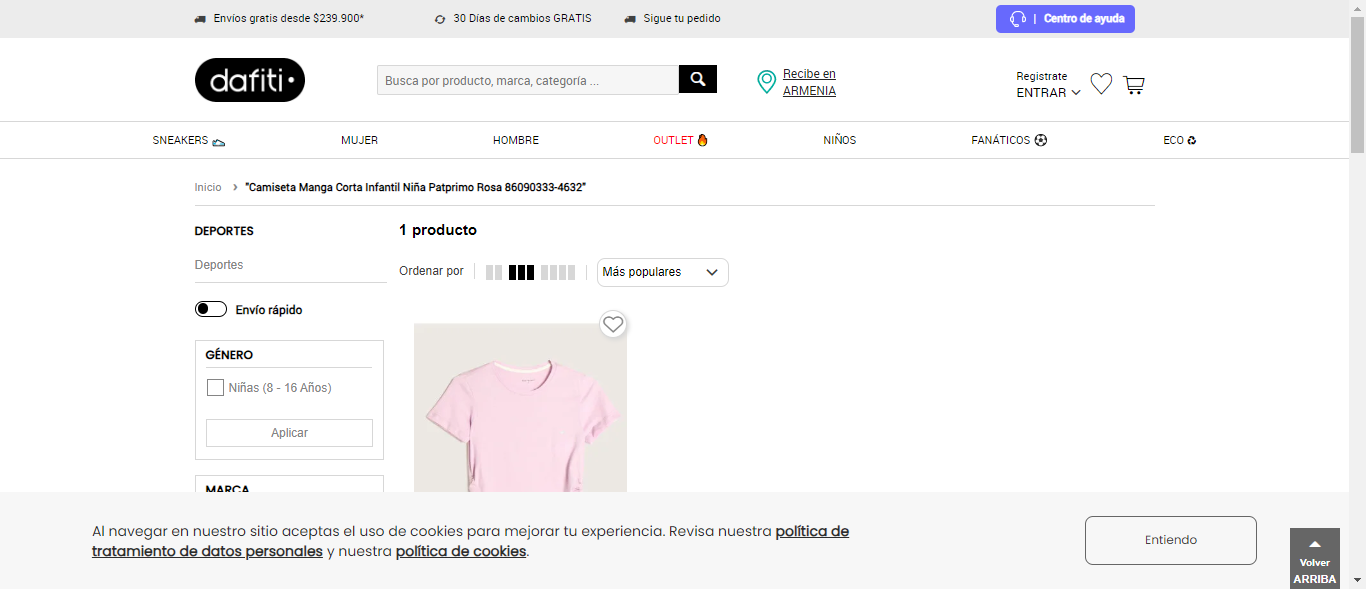 Envíos gratis desde $239.900*
30 Días de cambios GRATIS
Sigue tu pedido
| Centro de ayuda
dafiti
Busca por producto, marca, categoría ...
Recibe en
ARMENIA
Registrate
ENTRAR
SNEAKERS
MUJER
HOMBRE
OUTLET
NIÑOS
FANÁTICOS
ECO
Inicio > "Camiseta Manga Corta Infantil Niña Patprimo Rosa 86090333-4632"
DEPORTES
Deportes
Envío rápido
GÉNERO
Niñas (8 - 16 Años)
Aplicar
MARCA
1 producto
Ordenar por
Más populares
Al navegar en nuestro sitio aceptas el uso de cookies para mejorar tu experiencia. Revisa nuestra política de
tratamiento de datos personales y nuestra política de cookies.
Entiendo
Volver
ARRIBA